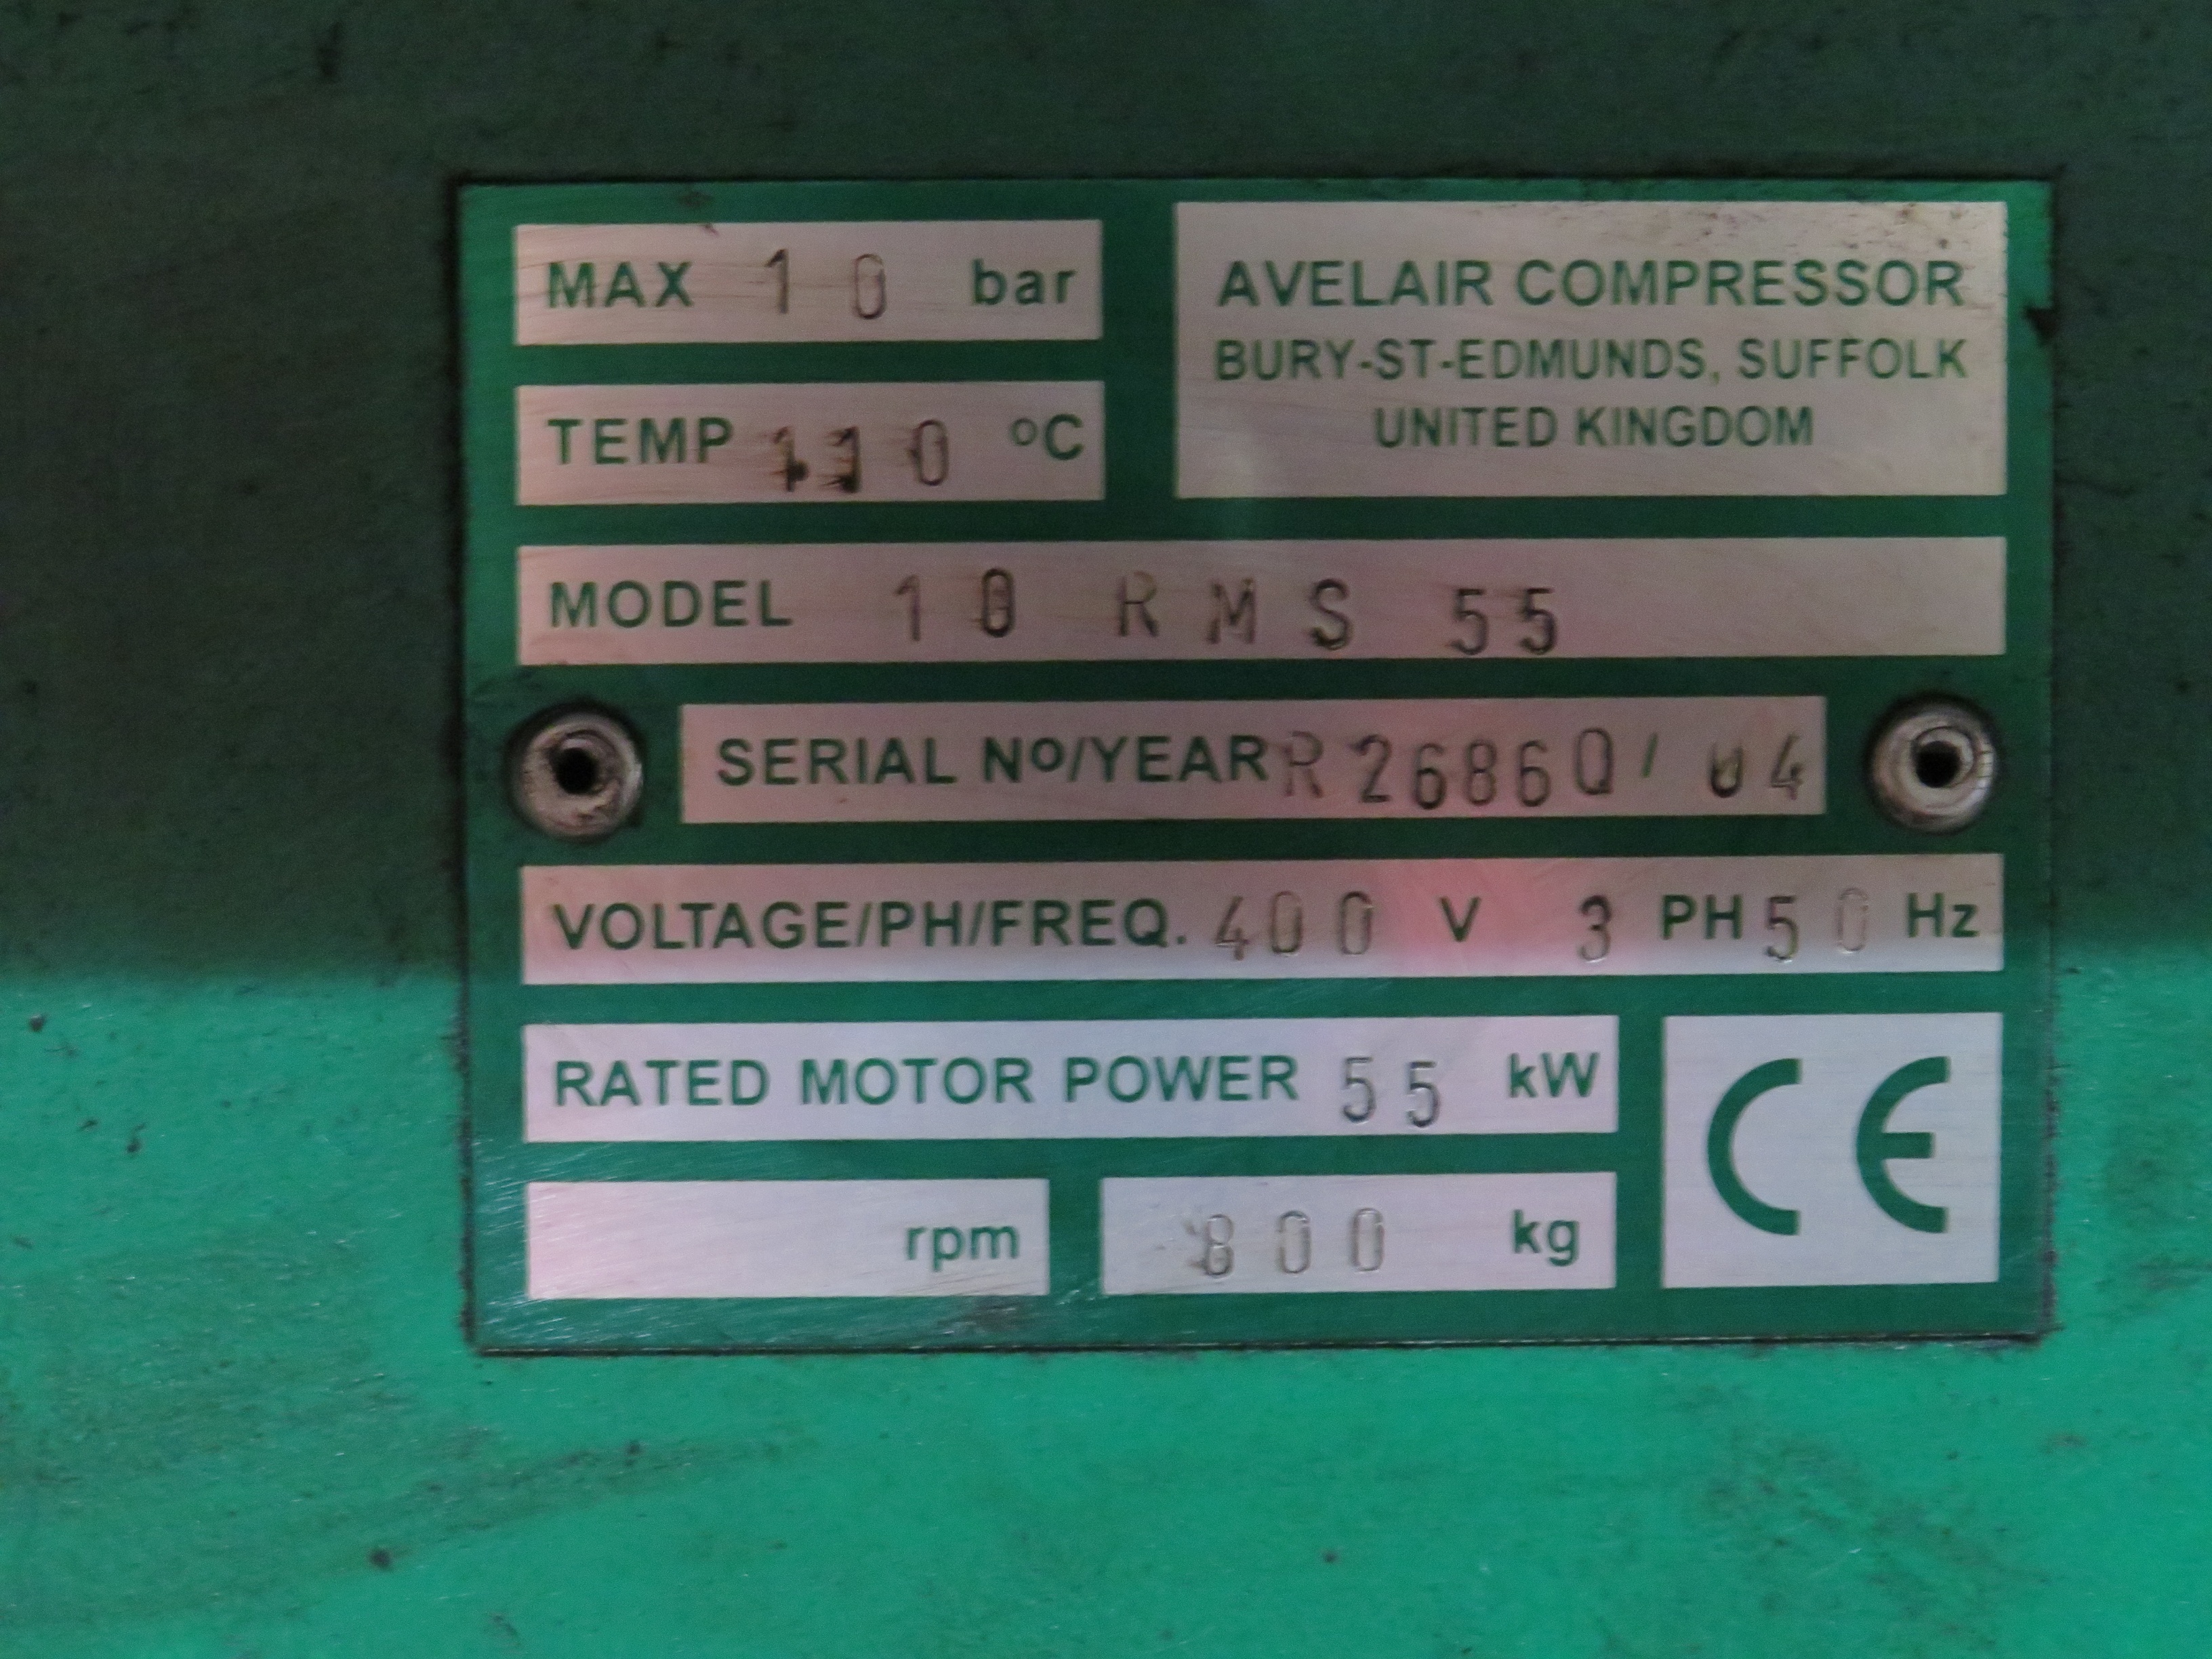 MAX 10 bar
AVELAIR COMPRESSOR
BURY-ST-EDMUNDS, SUFFOLK
UNITED KINGDOM
TEMP 110 ºC
MODEL 10 RMS 55
SERIAL Nº/YEAR R26860/ 04
VOLTAGE/PH/FREQ. 400 V 3 PH 50 Hz
RATED MOTOR POWER 55 kW
rpm
800 kg
CE